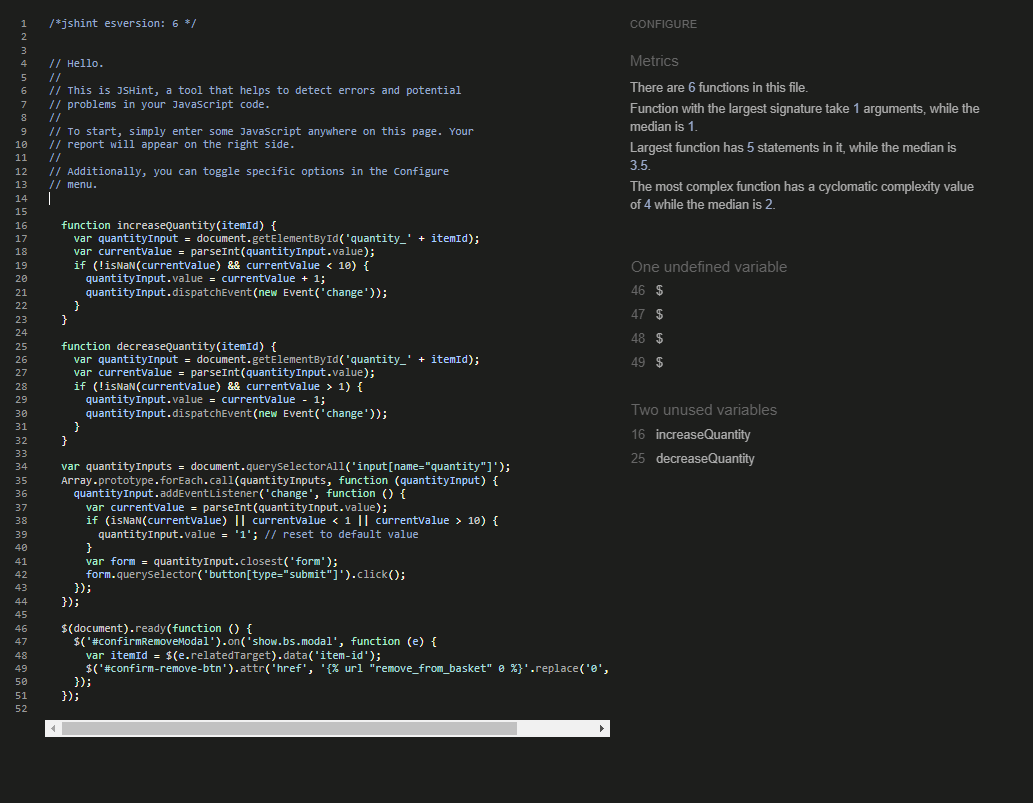 1 /*jshint esversion: 6 */
2
3
4 // Hello.
5 //
6 // This is JSHint, a tool that helps to detect errors and potential
7 // problems in your JavaScript code.
8 //
9 // To start, simply enter some JavaScript anywhere on this page. Your
10 // report will appear on the right side.
11 //
12 // Additionally, you can toggle specific options in the Configure
13 // menu.
14
15
16 function increaseQuantity(itemId) {
17 var quantityInput = document.getElementById('quantity_' + itemId);
18 var currentValue = parseInt(quantityInput.value);
19 if (!isNaN(currentValue) && currentValue < 10) {
20 quantityInput.value = currentValue + 1;
21 quantityInput.dispatchEvent(new Event('change'));
22 }
23 }
24
25 function decreaseQuantity(itemId) {
26 var quantityInput = document.getElementById('quantity_' + itemId);
27 var currentValue = parseInt(quantityInput.value);
28 if (!isNaN(currentValue) && currentValue > 1) {
29 quantityInput.value = currentValue - 1;
30 quantityInput.dispatchEvent(new Event('change'));
31 }
32 }
33
34 var quantityInputs = document.querySelectorAll('input[name="quantity"]');
35 Array.prototype.forEach.call(quantityInputs, function (quantityInput) {
36 quantityInput.addEventListener('change', function () {
37 var currentValue = parseInt(quantityInput.value);
38 if (isNaN(currentValue) || currentValue < 1 || currentValue > 10) {
39 quantityInput.value = '1'; // reset to default value
40 }
41 var form = quantityInput.closest('form');
42 form.querySelector('button[type="submit"]').click();
43 });
44 });
45
46 $(document).ready(function () {
47 $('#confirmRemoveModal').on('show.bs.modal', function (e) {
48 var itemId = $(e.relatedTarget).data('item-id');
49 $('#confirm-remove-btn').attr('href', '{% url "remove_from_basket" 0 %}'.replace('0',
50 });
51 });
52
CONFIGURE
Metrics
There are 6 functions in this file.
Function with the largest signature take 1 arguments, while the
median is 1.
Largest function has 5 statements in it, while the median is
3.5.
The most complex function has a cyclomatic complexity value
of 4 while the median is 2.
One undefined variable
46 $
47 $
48 $
49 $
Two unused variables
16 increaseQuantity
25 decreaseQuantity